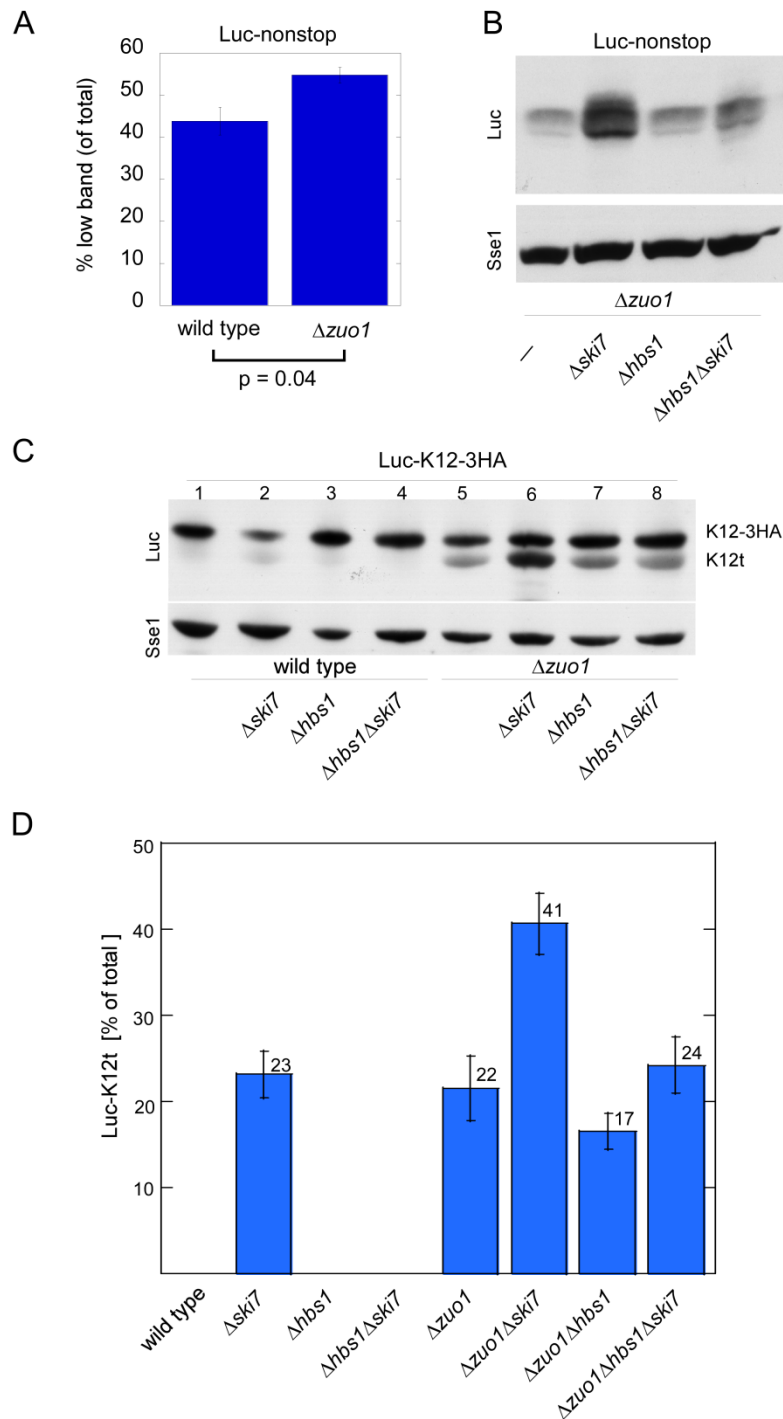 A
Luc-nonstop
% low band (of total)
60
50
40
30
20
10
0
wild type
Δzuo1
p = 0.04
B
Luc-nonstop
Luc
Sse1
Δzuo1
–
Δski7
Δhbs1
Δhbs1Δski7
C
Luc-K12-3HA
1 2 3 4 5 6 7 8
Luc
K12-3HA
K12t
Sse1
wild type
Δzuo1
Δski7
Δhbs1
Δhbs1Δski7
Δski7
Δhbs1
Δhbs1Δski7
D
Luc-K12t [% of total ]
50
40
30
20
10
23
22
41
17
24
wild type
Δski7
Δhbs1
Δhbs1Δski7
Δzuo1
Δzuo1Δski7
Δzuo1Δhbs1
Δzuo1Δhbs1Δski7